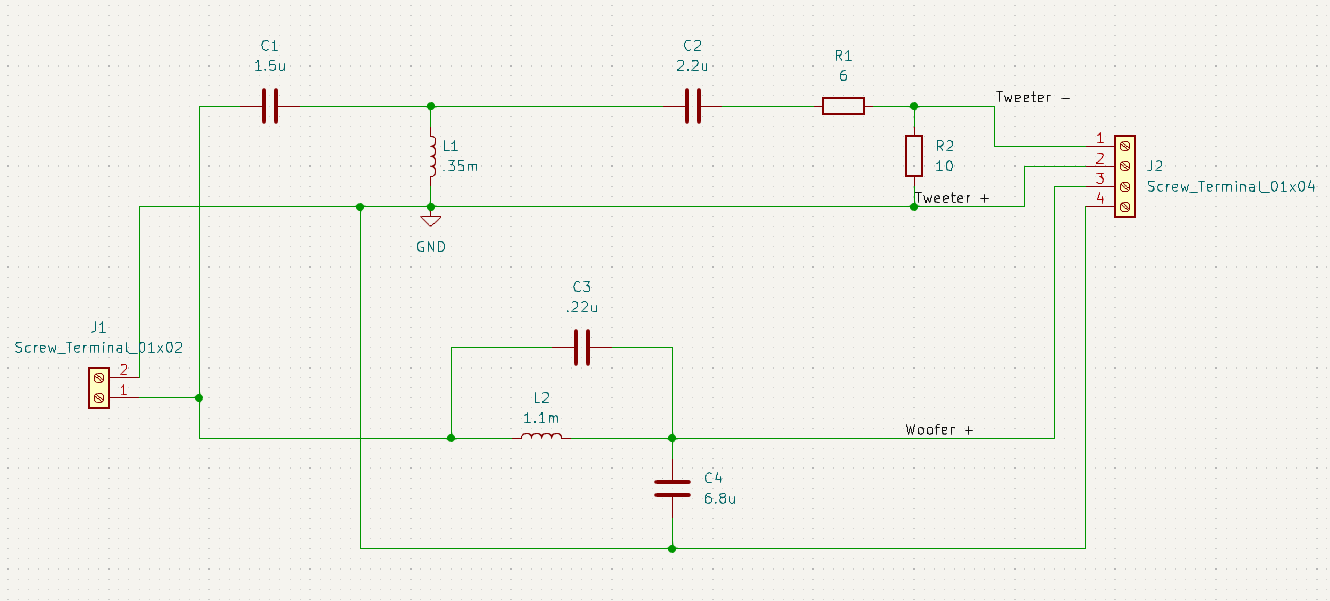 C1
1.5u
C2
2.2u
R1
6
Tweeter -
L1
.35m
R2
10
1
2
3
4
J2
Screw_Terminal_01x04
Tweeter +
GND
C3
.22u
J1
Screw_Terminal_01x02
2
1
L2
1.1m
Woofer +
C4
6.8u